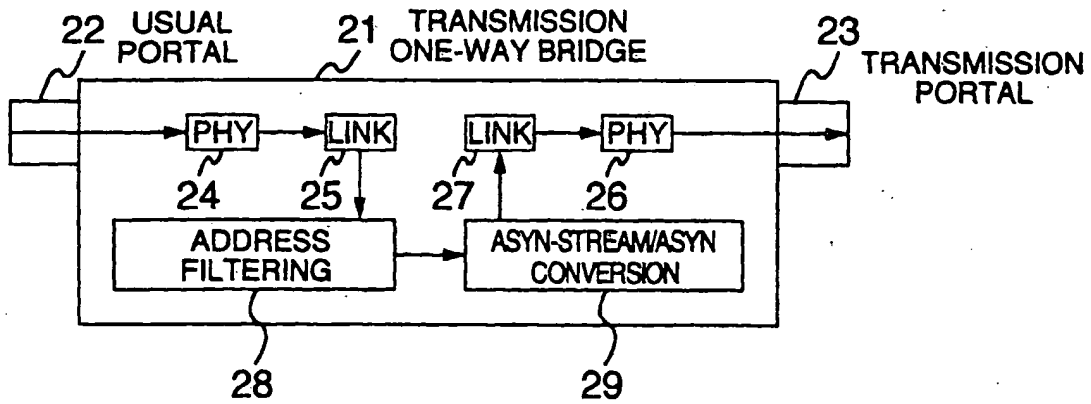 22 USUAL PORTAL
21 TRANSMISSION ONE-WAY BRIDGE
23 TRANSMISSION PORTAL
PHY
LINK
LINK
PHY
24
25
27
26
ADDRESS
FILTERING
ASYN-STREAM/ASYN
CONVERSION
28
29